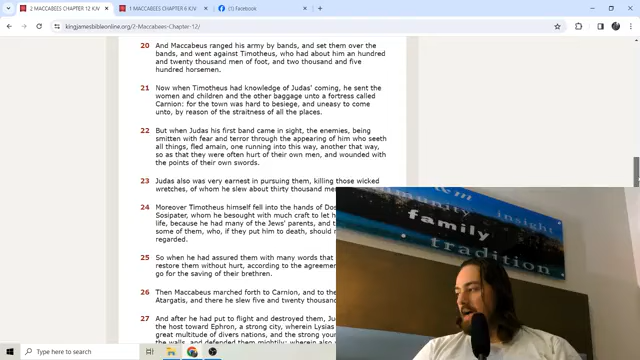 2 MACCABEES CHAPTER 12 KJV
1 MACCABEES CHAPTER 6 KJV
Facebook
kingjamesbibleonline.org/2-Maccabees-Chapter-12/
20 And Maccabeus ranged his army by bands, and set them over the
bands, and went against Timotheus, who had about him an hundred
and twenty thousand men of foot, and two thousand and five
hundred horsemen.
21 Now when Timotheus had knowledge of Judas' coming, he sent the
women and children and the other baggage unto a fortress called
Carnion: for the town was hard to besiege, and uneasy to come
unto, by reason of the straitness of all the places.
22 But when Judas his first band came in sight, the enemies, being
smitten with fear and terror through the appearing of him who seeth
all things, fled amain, one running into this way, another that way,
so as that they were often hurt of their own men, and wounded with
the points of their own swords.
23 Judas also was very earnest in pursuing them, killing those wicked
wretches, of whom he slew about thirty thousand me
24 Moreover Timotheus himself fell into the hands of Dos
Sosipater, whom he besought with much craft to let h
life, because he had many of the Jews' parents, and t
some of them, who, if they put him to death, should n
regarded.
25 So when he had assured them with many words that
restore them without hurt, according to the agreeme
go for the saving of their brethren.
26 Then Maccabeus marched forth to Carnion, and to the
Atargatis, and there he slew five and twenty thousand
27 And after he had put to flight and destroyed them, Ju
the host toward Ephron, a strong city, wherein Lysias
great multitude of divers nations, and the strong youn
the walls, and defended them mightily: wherein also
insight
community
family
tradition
Type here to search